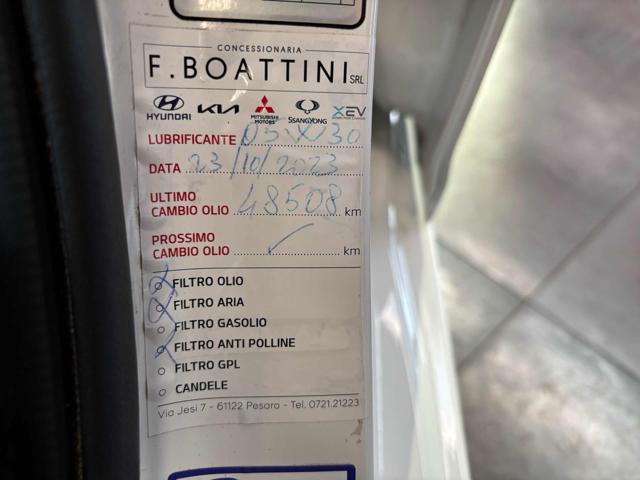 CONCESSIONARIA
F.BOATTINI SRL
HYUNDAI KIA MITSUBISHI MOTORS SSANGYONG XEV
LUBRIFICANTE 05 X 30
DATA 23/10/2023
ULTIMO
CAMBIO OLIO 48508 km
PROSSIMO
CAMBIO OLIO ✓ km
FILTRO OLIO
FILTRO ARIA
FILTRO GASOLIO
FILTRO ANTI POLLINE
FILTRO GPL
CANDELE
Via Jesi 7 - 61122 Pesaro - Tel. 0721.21223